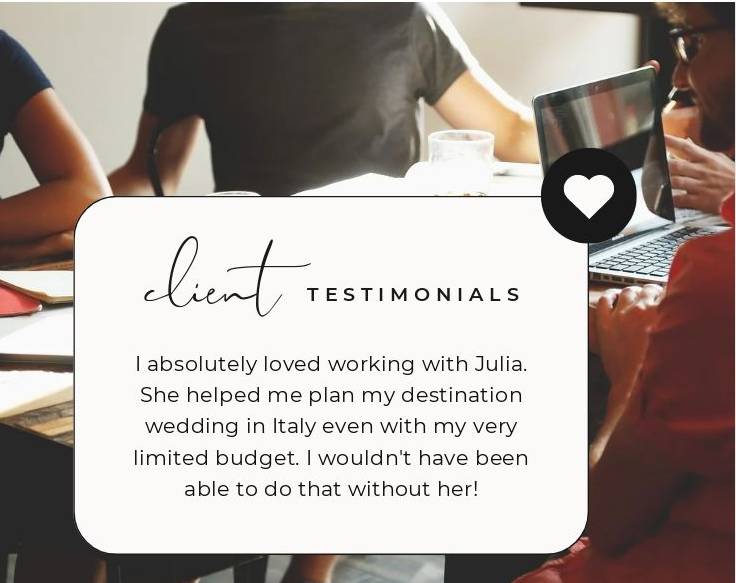 client TESTIMONIALS
I absolutely loved working with Julia.
She helped me plan my destination
wedding in Italy even with my very
limited budget. I wouldn't have been
able to do that without her!